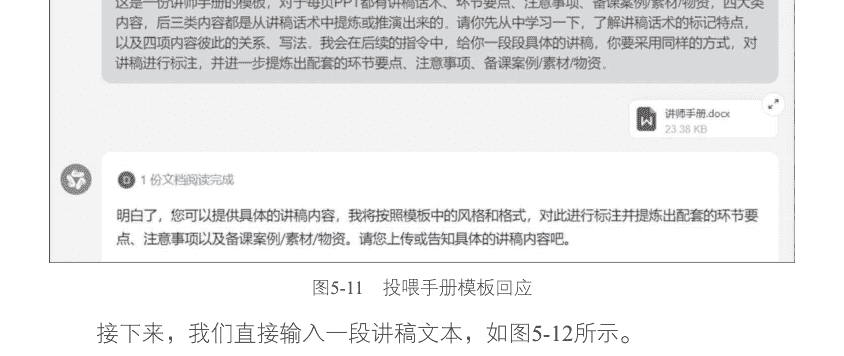 这是一份讲师手册的模板，对于每页PPT都有讲稿话术、环节要点、注意事项、备课案例/素材/物资，四大类
内容，后三类内容都是从讲稿话术中提炼或推演出来的。请你先从中学习一下，了解讲稿话术的标记特点，
以及四项内容彼此的关系、写法。我会在后续的指令中，给你一段段具体的讲稿，你要采用同样的方式，对
讲稿进行标注，并进一步提炼出配套的环节要点、注意事项、备课案例/素材/物资。
讲师手册.docx
23.38 KB
1 份文档阅读完成
明白了，您可以提供具体的讲稿内容，我将按照模板中的风格和格式，对此进行标注并提炼出配套的环节要
点、注意事项以及备课案例/素材/物资。请您上传或告知具体的讲稿内容吧。
图5-11 投喂手册模板回应
接下来，我们直接输入一段讲稿文本，如图5-12所示。